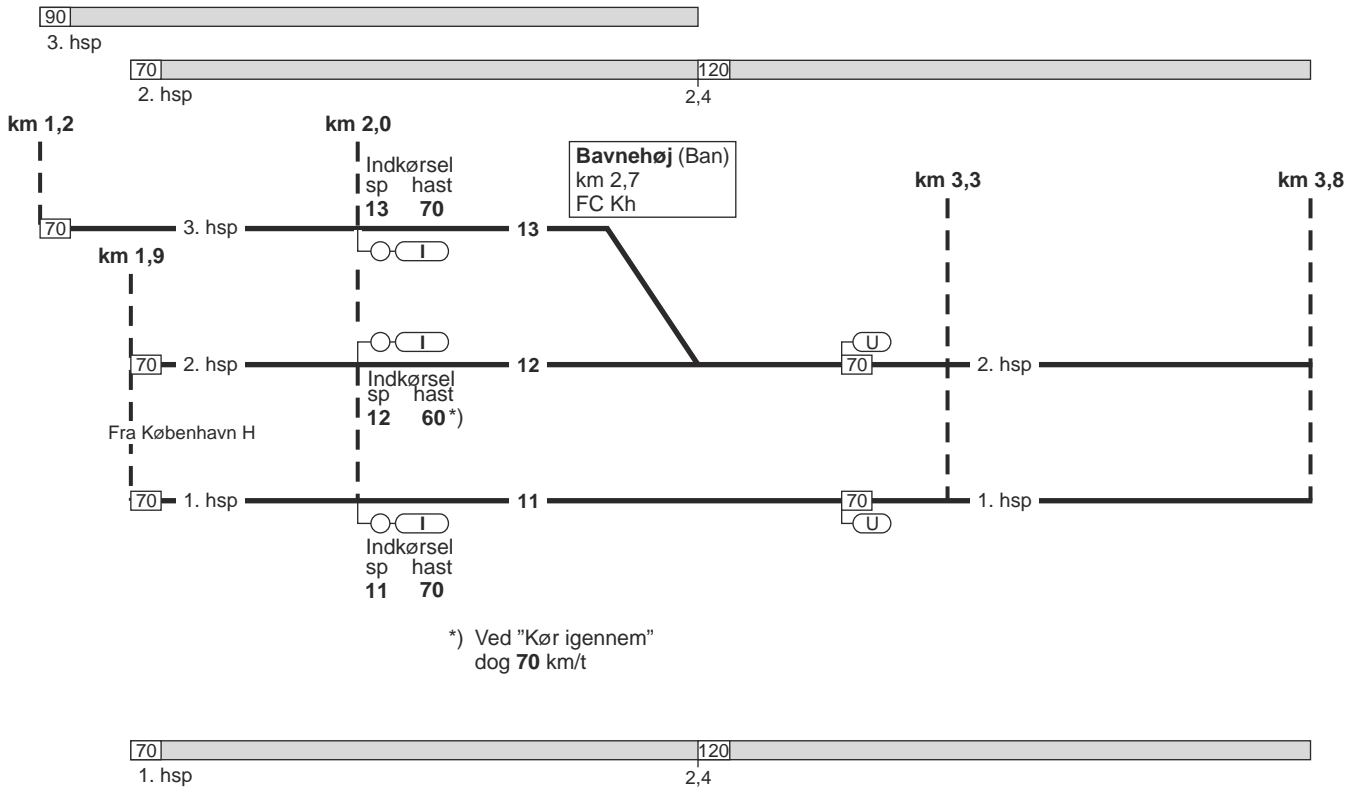 90
3. hsp
70 120
2. hsp 2,4
km 1,2 km 2,0
Indkørsel
sp hast
13 70
Bavnehøj (Ban)
km 2,7
FC Kh
km 3,3 km 3,8
70 3. hsp 13
I
km 1,9
I U
70 2. hsp 12 70 2. hsp
Indkørsel
sp hast
12 60 *)
Fra København H
70 1. hsp 11 70 1. hsp
I U
Indkørsel
sp hast
11 70
*) Ved ”Kør igennem”
dog 70 km/t
70 120
1. hsp 2,4